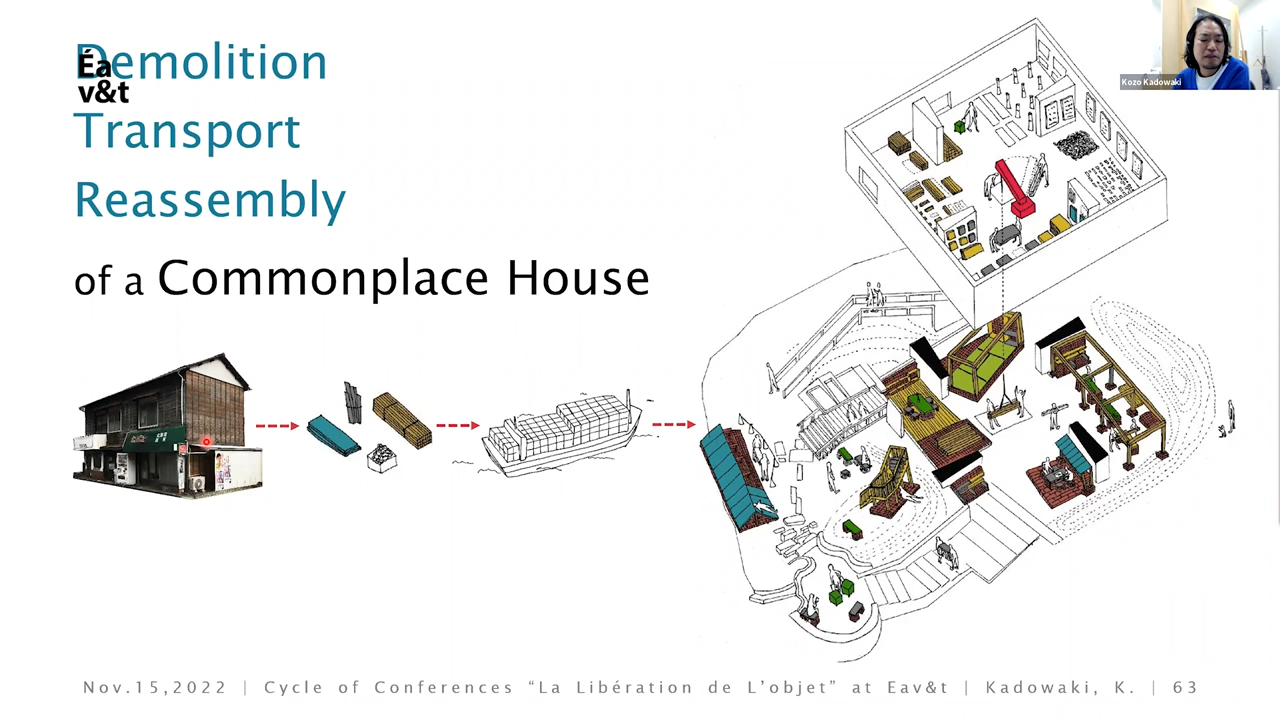 Demolition
Éa
v&t
Transport
Reassembly
of a Commonplace House
Kozo Kadowaki
Nov.15,2022 | Cycle of Conferences “La Libération de L’objet” at Eav&t | Kadowaki, K. | 63